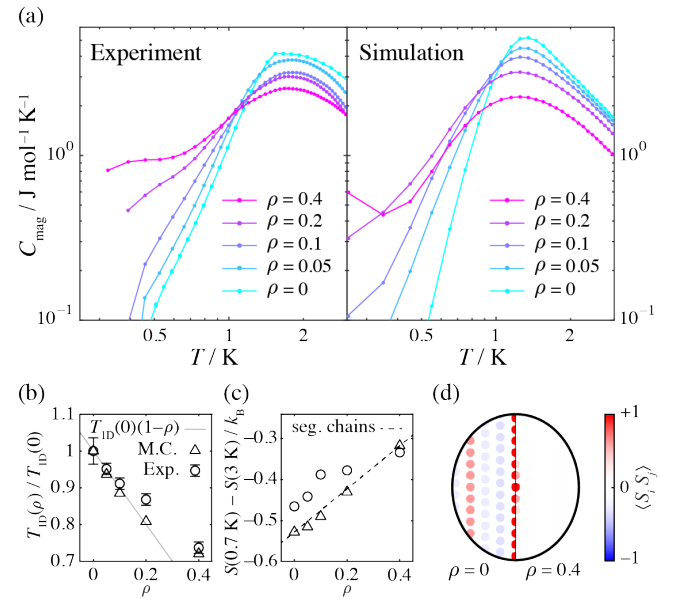 (a)
Experiment
Simulation
C_mag / J mol⁻¹ K⁻¹
10⁰
10⁻¹
ρ = 0.4
ρ = 0.2
ρ = 0.1
ρ = 0.05
ρ = 0
ρ = 0.4
ρ = 0.2
ρ = 0.1
ρ = 0.05
ρ = 0
10⁰
10⁻¹
0.5 1 2
0.5 1 2
T / K
T / K
(b)
T_1D(ρ) / T_1D(0)
1.1
1
0.9
0.8
0.7
T_1D(0)(1−ρ)
M.C.
Exp.
0 0.2 0.4
ρ
(c)
S(0.7 K) − S(3 K) / k_B
−0.3
−0.4
−0.5
−0.6
seg. chains
0 0.2 0.4
ρ
(d)
ρ = 0
ρ = 0.4
+1
0
−1
⟨S_i S_j⟩